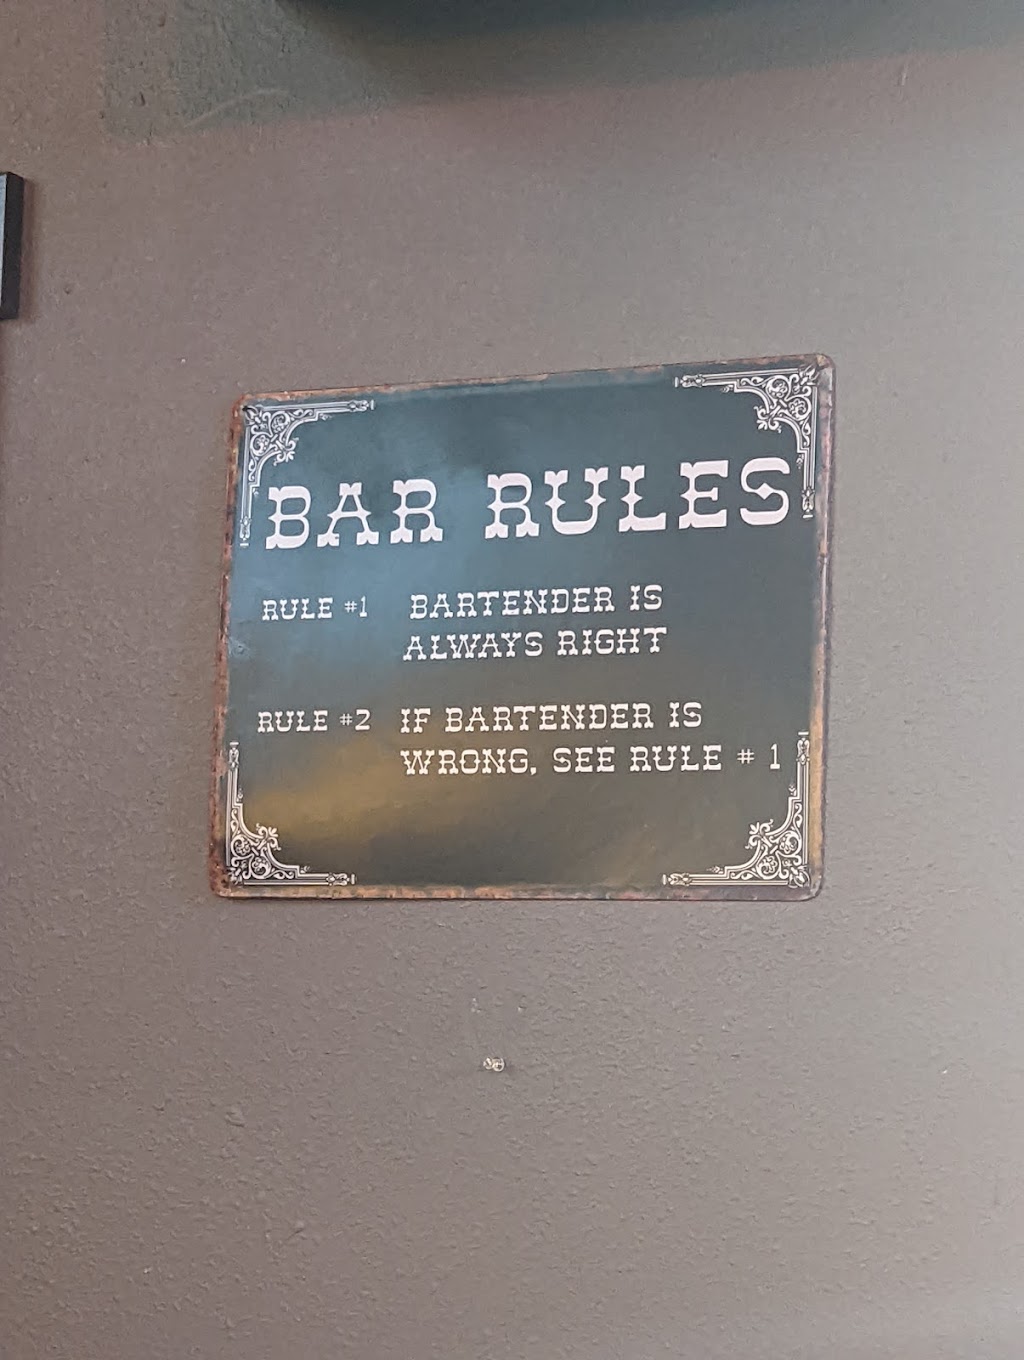 BAR RULES
RULE #1 BARTENDER IS
ALWAYS RIGHT
RULE #2 IF BARTENDER IS
WRONG, SEE RULE # 1